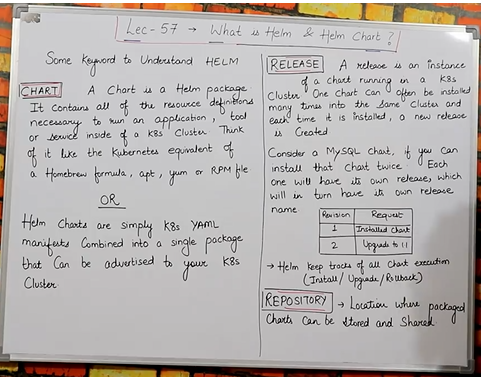 Lec-57 → What is Helm & Helm Chart?
Some Keyword to Understand HELM
CHART A Chart is a Helm package
It contains all of the resource definitions
necessary to run an application, tool
or service inside of a K8s Cluster. Think
of it like the Kubernetes equivalent of
a Homebrew formula, apt, yum or RPM file
OR
Helm Charts are simply K8s YAML
manifests Combined into a single package
that Can be advertised to your K8s
Cluster
RELEASE A release is an instance
of a chart running in a K8s
Cluster One Chart can often be installed
many times into the Same Cluster and
each time it is installed, a new release
is Created
Consider a MySQL chart, if you can
install that Chart twice. Each
one will have its own release, which
will in turn have its own release
name
Revision Request
1 Installed Chart
2 Upgrade to 1.1
→ Helm Keep tracks of all Chart execution
(Install/Upgrade/Rollback)
REPOSITORY → Location where packaged
Charts Can be Stored and Shared